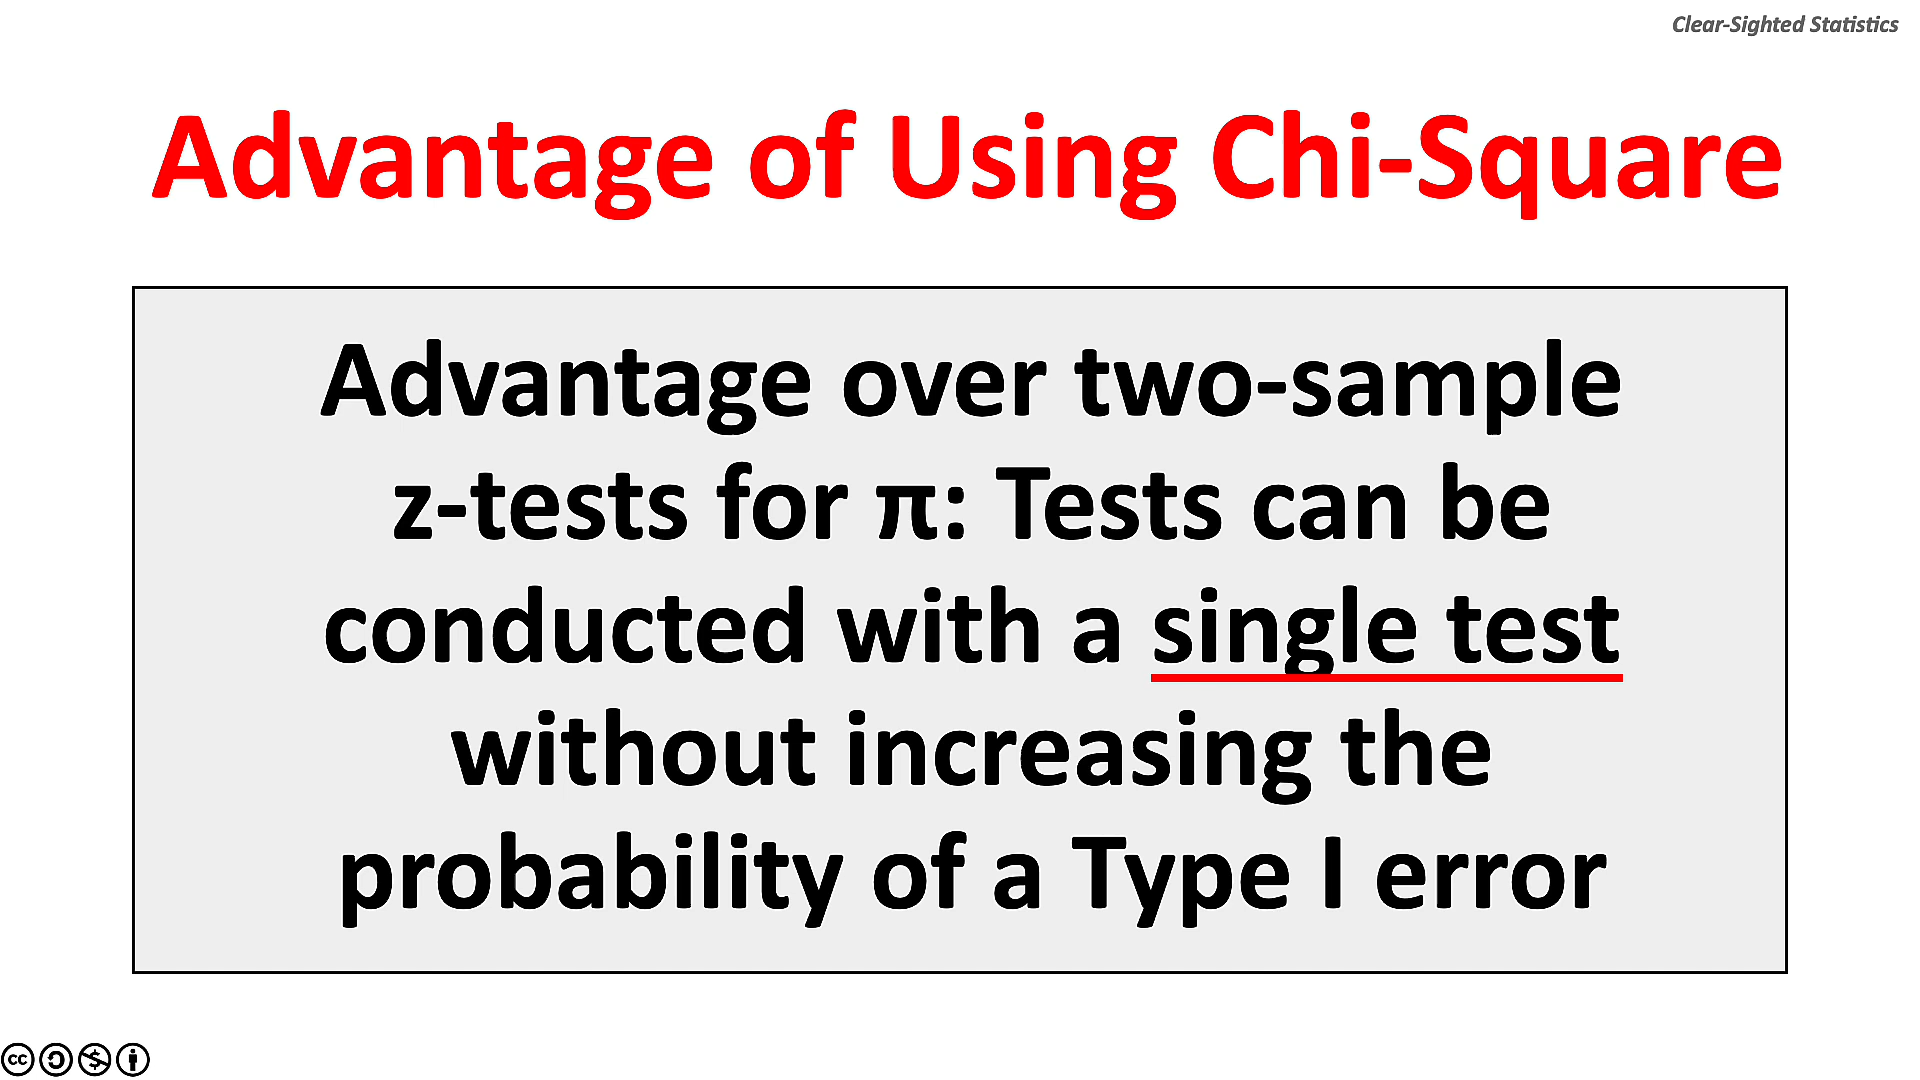 Clear-Sighted Statistics
Advantage of Using Chi-Square
Advantage over two-sample
z-tests for π: Tests can be
conducted with a single test
without increasing the
probability of a Type I error
cc